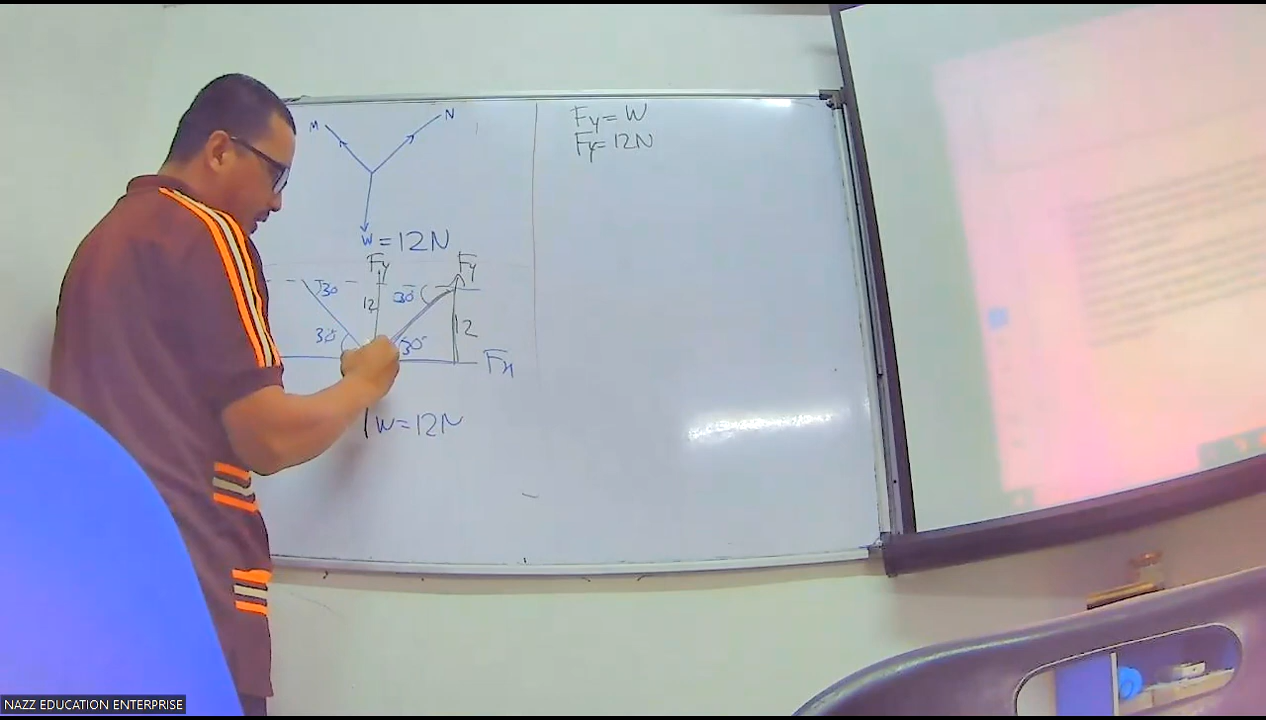 M N
Fy = W
Fy = 12N
W = 12N
Fy Fy
30 12 30
30 30° 12
Fx
W = 12N
NAZZ EDUCATION ENTERPRISE